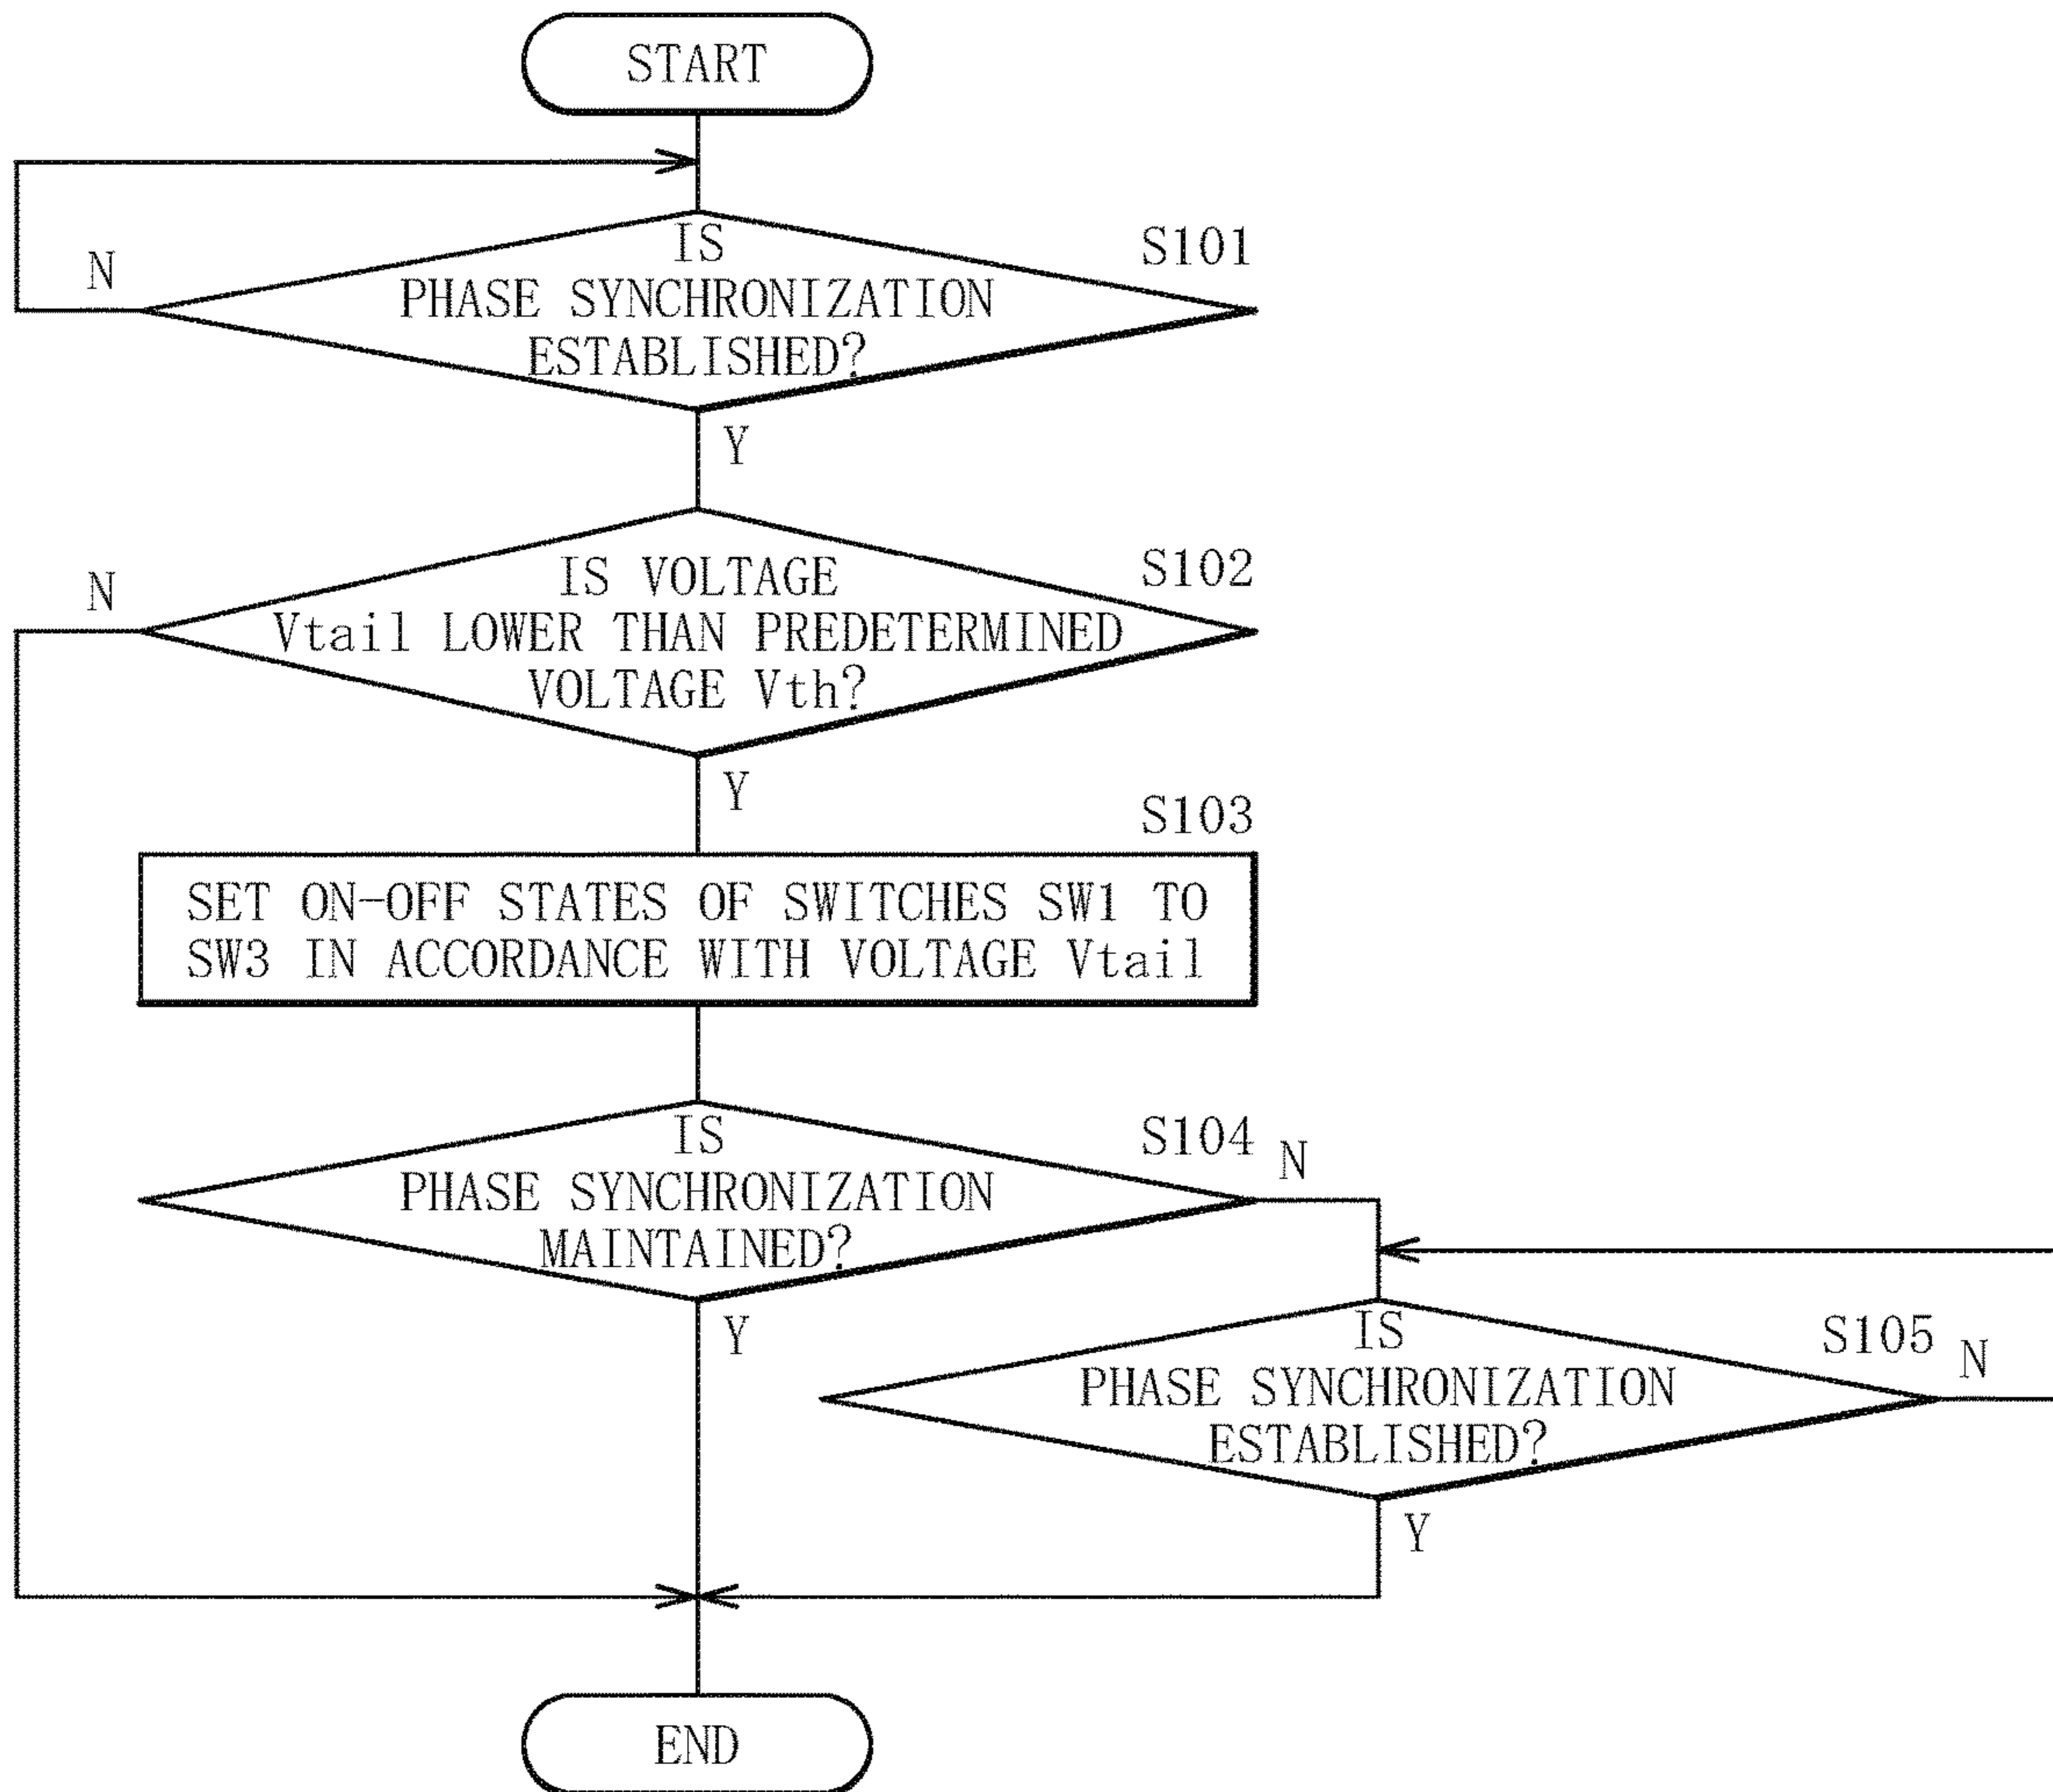 START
IS
PHASE SYNCHRONIZATION
ESTABLISHED?
S101
N
Y
IS VOLTAGE
Vtail LOWER THAN PREDETERMINED
VOLTAGE Vth?
S102
N
Y
S103
SET ON-OFF STATES OF SWITCHES SW1 TO
SW3 IN ACCORDANCE WITH VOLTAGE Vtail
IS
PHASE SYNCHRONIZATION
MAINTAINED?
S104
N
Y
IS
PHASE SYNCHRONIZATION
ESTABLISHED?
S105
N
Y
END